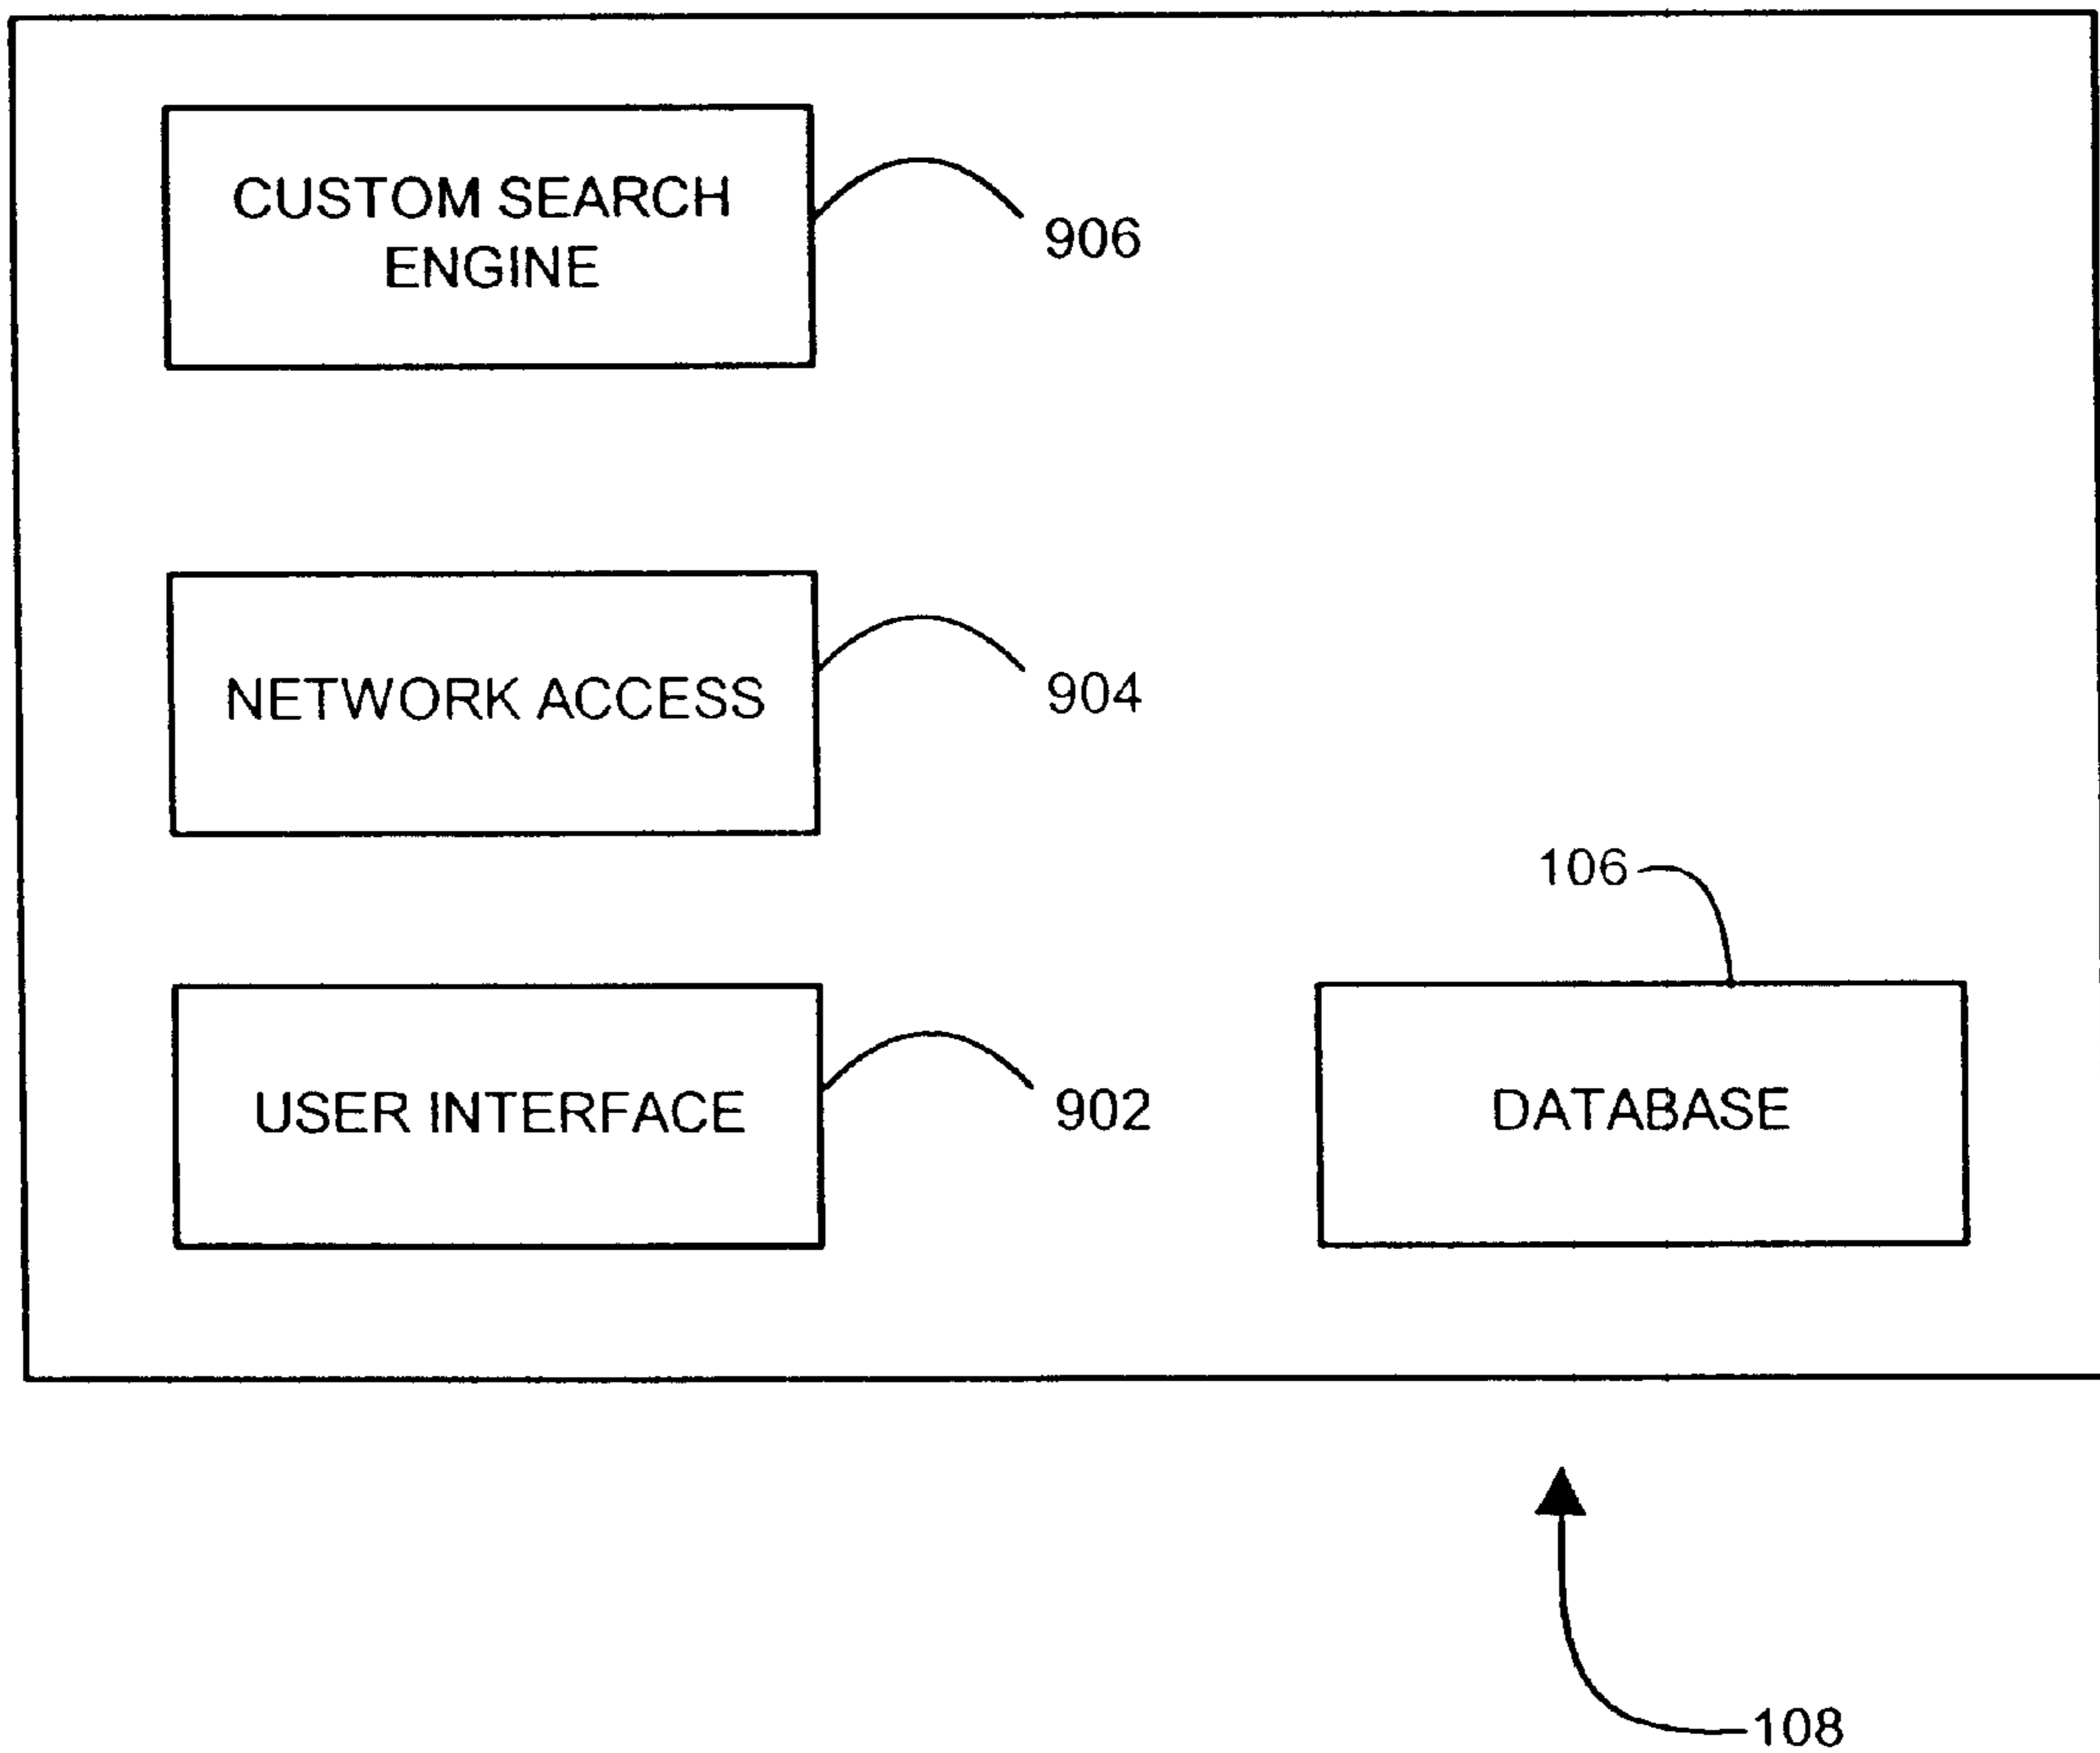 CUSTOM SEARCH
ENGINE
906
NETWORK ACCESS
904
106
USER INTERFACE
902
DATABASE
108